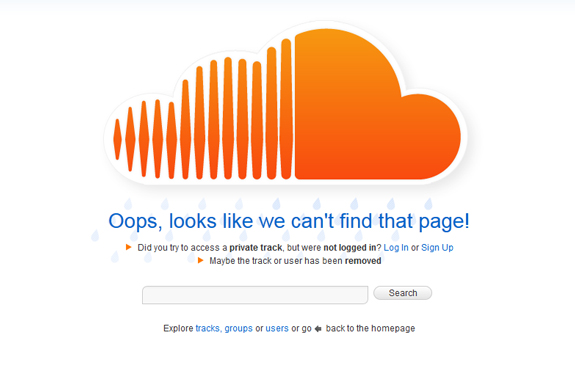 Oops, looks like we can't find that page!
Did you try to access a private track, but were not logged in? Log In or Sign Up
Maybe the track or user has been removed
Search
Explore tracks, groups or users or go back to the homepage